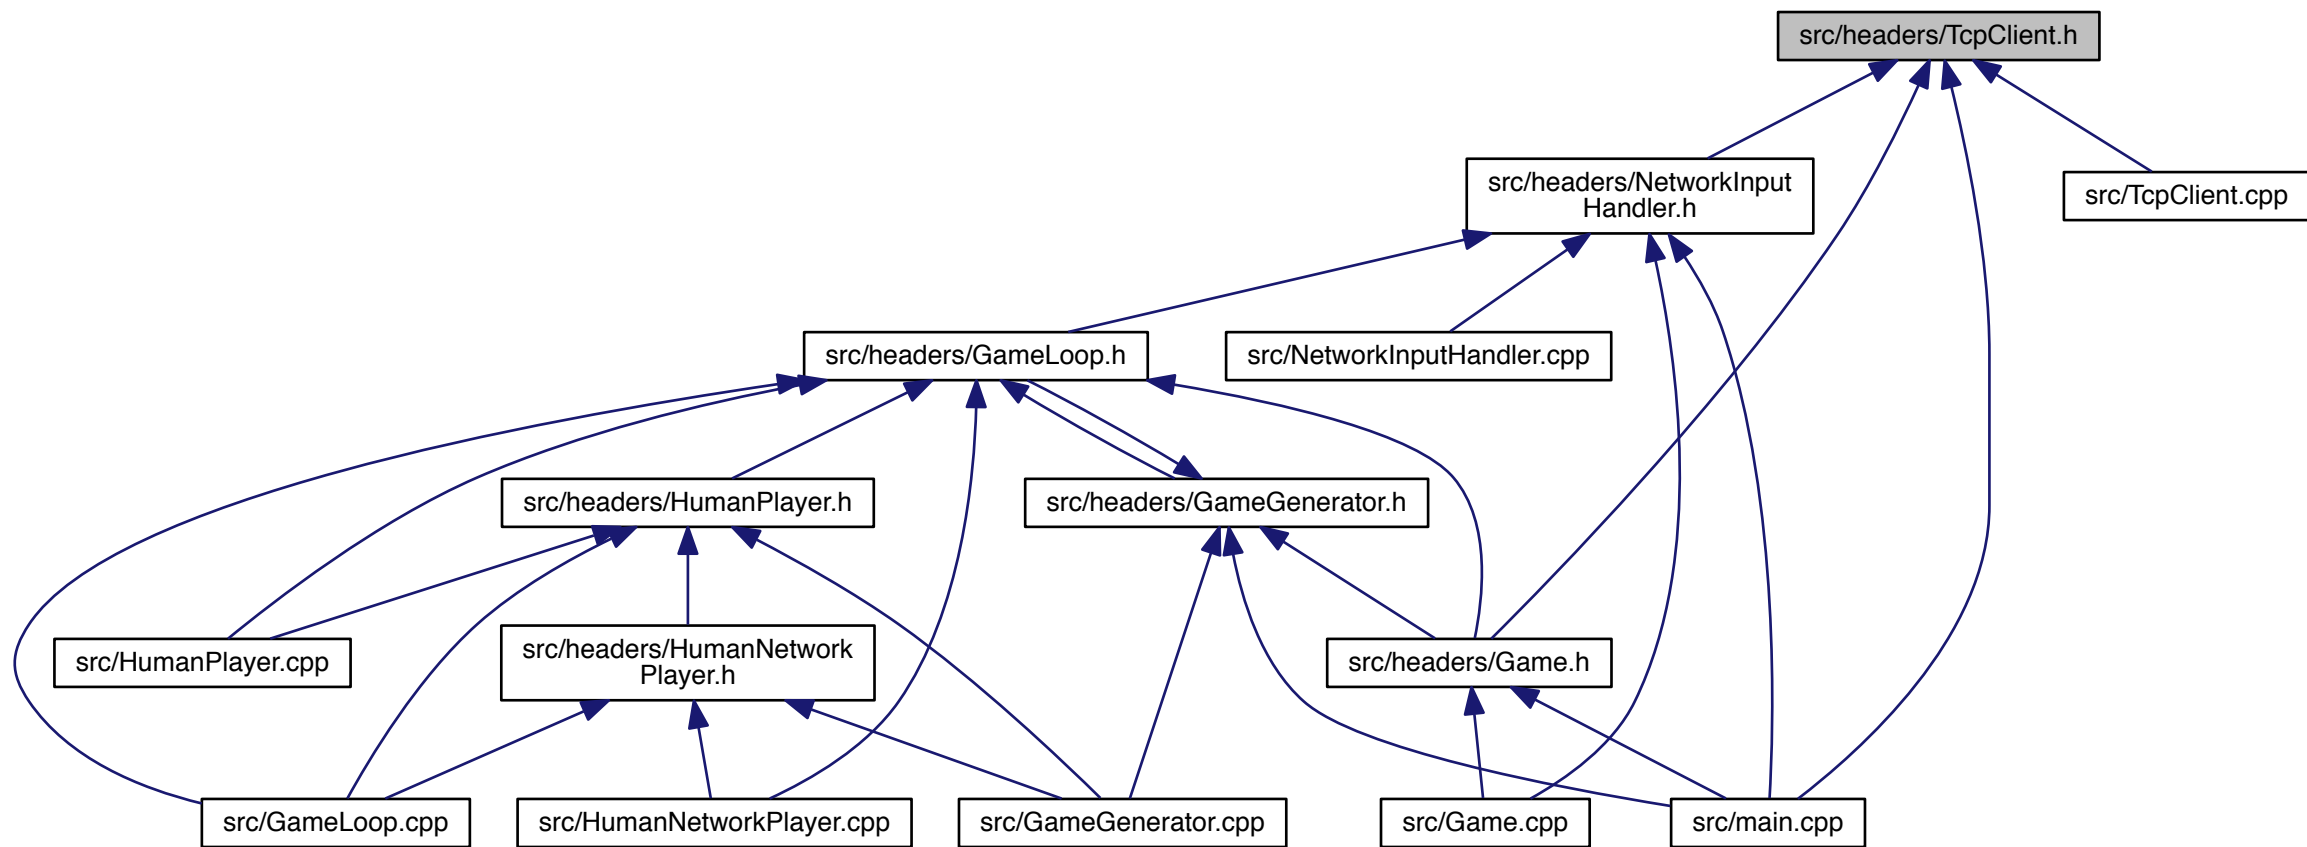 src/headers/TcpClient.h
src/headers/NetworkInput
Handler.h
src/TcpClient.cpp
src/headers/GameLoop.h
src/NetworkInputHandler.cpp
src/headers/HumanPlayer.h
src/headers/GameGenerator.h
src/HumanPlayer.cpp
src/headers/HumanNetwork
Player.h
src/headers/Game.h
src/GameLoop.cpp
src/HumanNetworkPlayer.cpp
src/GameGenerator.cpp
src/Game.cpp
src/main.cpp